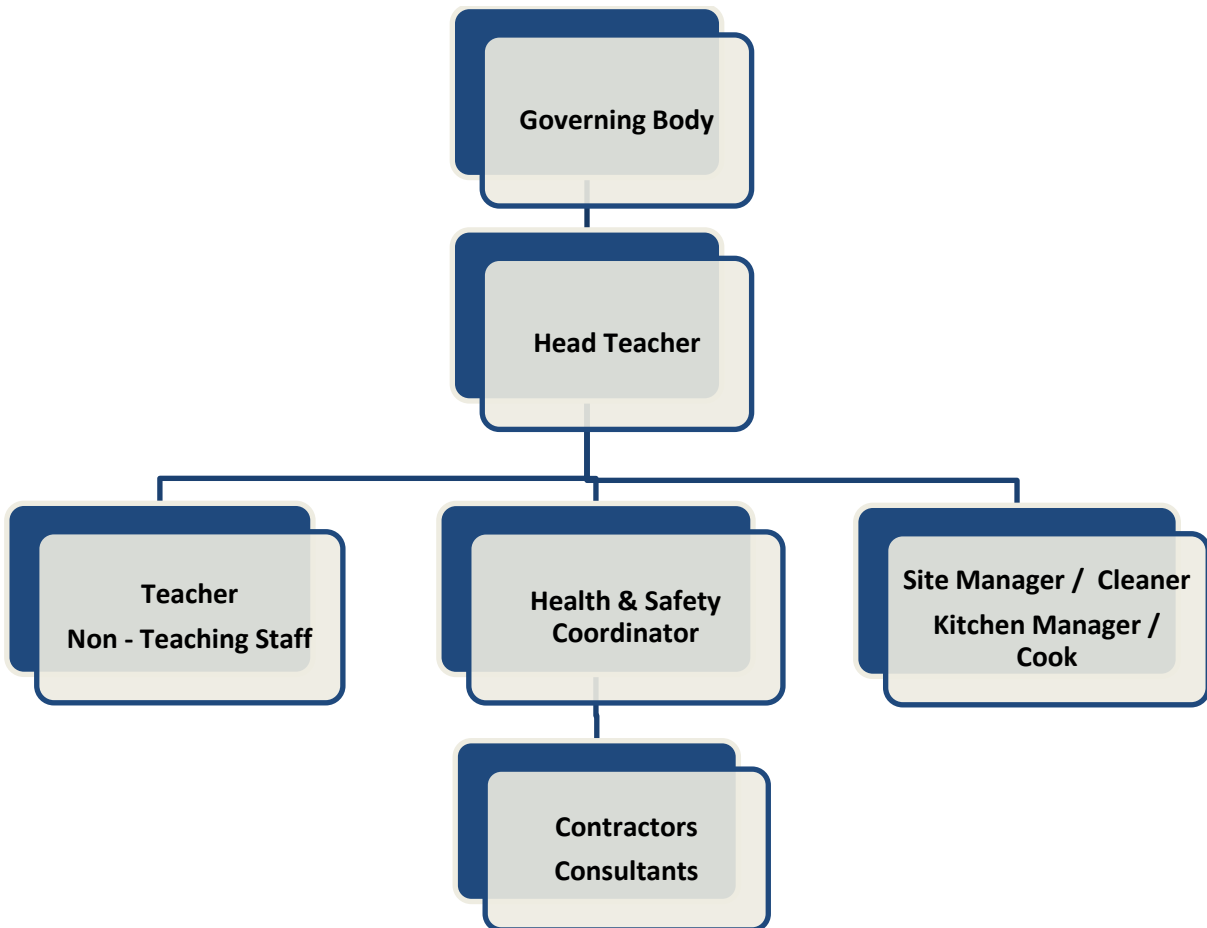 Governing Body
Head Teacher
Teacher
Non - Teaching Staff
Health & Safety
Coordinator
Site Manager /  Cleaner
Kitchen Manager /
Cook
Contractors
Consultants